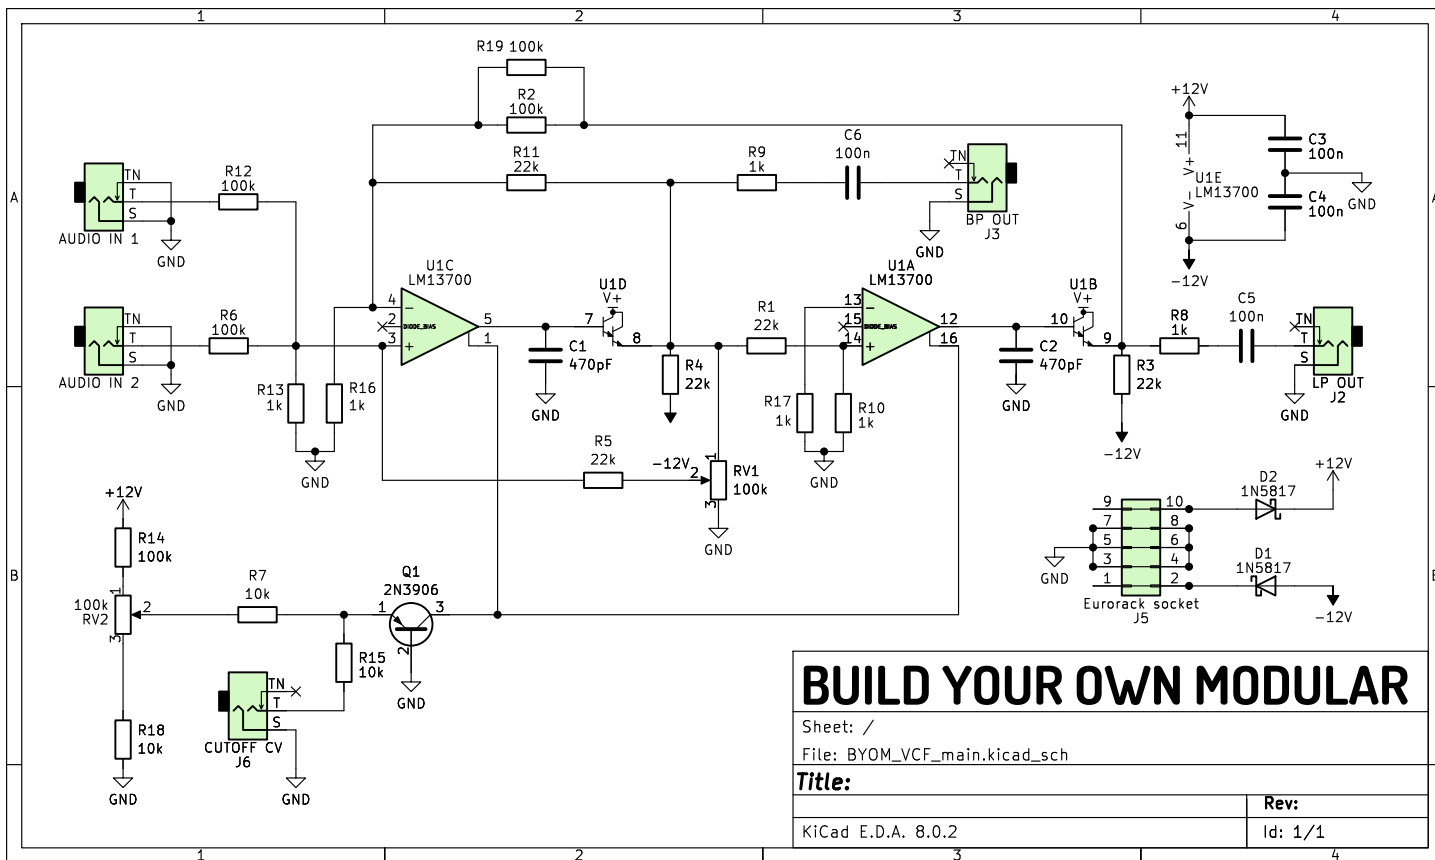 1 2 3 4
R19 100k
R2
100k
R11
22k
R9
1k
C6
100n
TN
T
S
BP OUT
J3
GND
+12V
11
V+
U1E
LM13700
V-
6
-12V
C3
100n
C4
100n
GND
A
A
TN
T
S
AUDIO IN 1
GND
R12
100k
TN
T
S
AUDIO IN 2
GND
R6
100k
U1C
LM13700
4
2
3
DIODE_BIAS
5
1
−
+
R13
1k
R16
1k
GND
C1
470pF
GND
U1D
V+
7
8
R4
22k
-12V
R1
22k
U1A
LM13700
13
15
14
DIODE_BIAS
12
16
−
+
R17
1k
R10
1k
GND
C2
470pF
GND
U1B
V+
10
9
R3
22k
-12V
R8
1k
C5
100n
TN
T
S
LP OUT
J2
GND
R5
22k
1
2
3
RV1
100k
GND
+12V
R14
100k
100k
RV2
1
2
3
R18
10k
GND
R7
10k
Q1
2N3906
1
3
2
GND
R15
10k
TN
T
S
CUTOFF CV
J6
GND
9 10
7 8
5 6
3 4
1 2
GND
Eurorack socket
J5
D2
1N5817
+12V
D1
1N5817
-12V
B
BUILD YOUR OWN MODULAR
Sheet: /
File: BYOM_VCF_main.kicad_sch
Title:
Rev:
KiCad E.D.A. 8.0.2
Id: 1/1
1 2 3 4